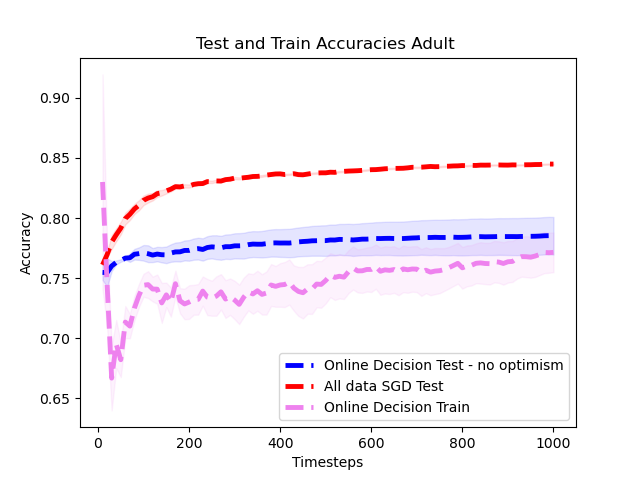 Test and Train Accuracies Adult
Accuracy
0.90
0.85
0.80
0.75
0.70
0.65
Online Decision Test - no optimism
All data SGD Test
Online Decision Train
0 200 400 600 800 1000
Timesteps